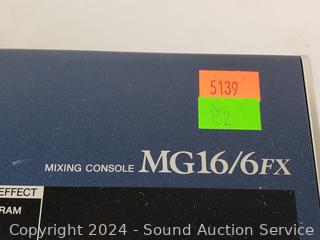 5139
152
MIXING CONSOLE MG16/6FX
EFFECT
RAM
Copyright 2024 - Sound Auction Service